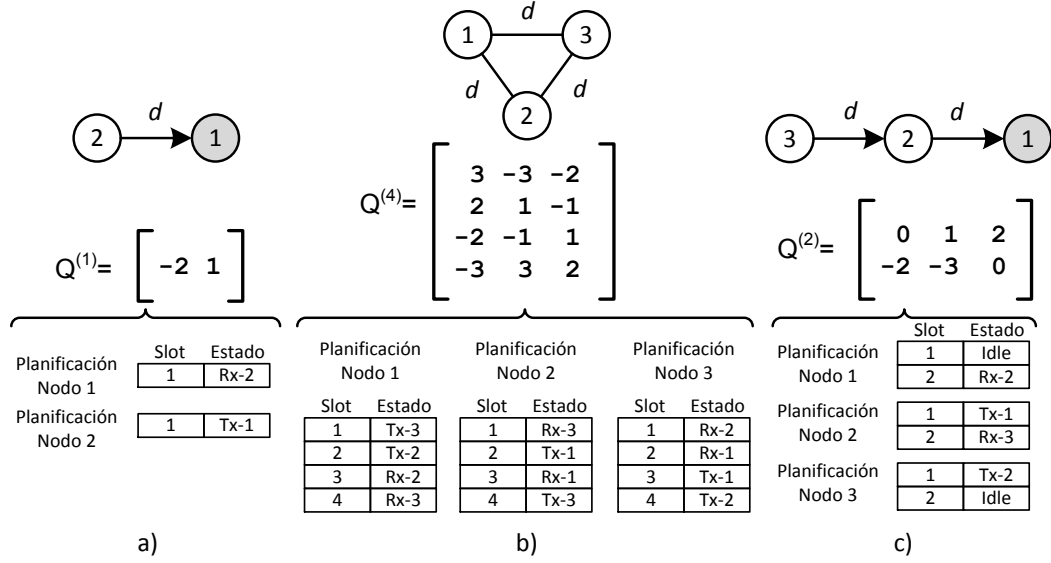 d
2
1
Q(1)=
-2 1
Planificación
Nodo 1
Slot Estado
1 Rx-2
Planificación
Nodo 2
1 Tx-1
a)
d
1
3
d
d
2
Q(4)=
3 -3 -2
2 1 -1
-2 -1 1
-3 3 2
Planificación
Nodo 1
Slot Estado
1 Tx-3
2 Tx-2
3 Rx-2
4 Rx-3
Planificación
Nodo 2
Slot Estado
1 Rx-3
2 Tx-1
3 Rx-1
4 Tx-3
Planificación
Nodo 3
Slot Estado
1 Rx-2
2 Rx-1
3 Tx-1
4 Tx-2
b)
d
d
3
2
1
Q(2)=
0 1 2
-2 -3 0
Slot Estado
Planificación
Nodo 1
1 Idle
2 Rx-2
Planificación
Nodo 2
1 Tx-1
2 Rx-3
Planificación
Nodo 3
1 Tx-2
2 Idle
c)